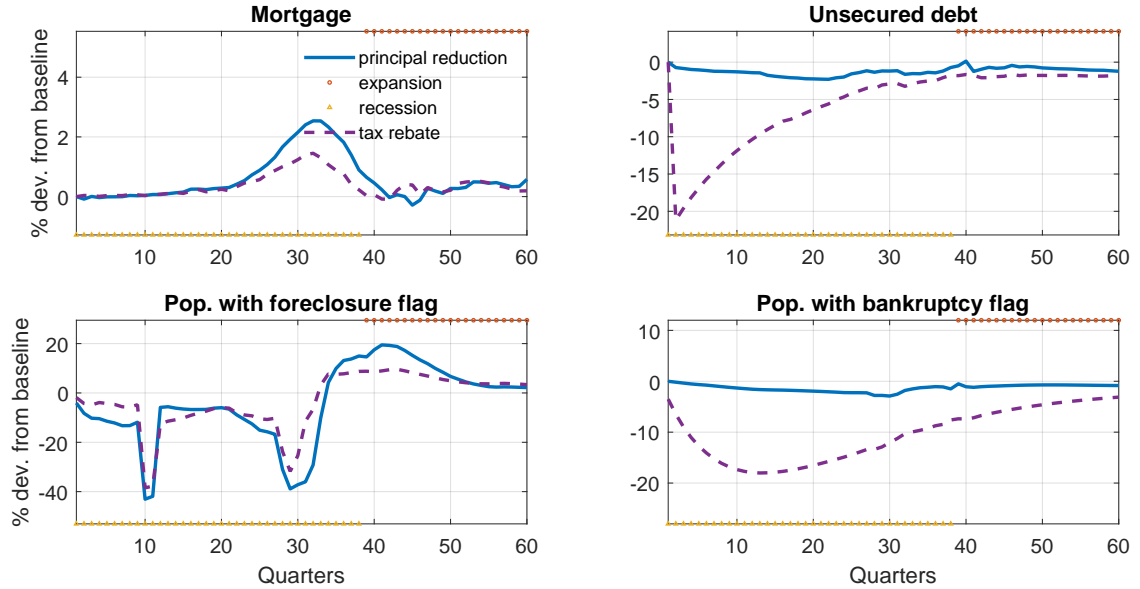 Mortgage
% dev. from baseline
4
2
0
10 20 30 40 50 60
principal reduction
expansion
recession
tax rebate
Unsecured debt
0
-5
-10
-15
-20
10 20 30 40 50 60
Pop. with foreclosure flag
% dev. from baseline
20
0
-20
-40
10 20 30 40 50 60
Quarters
Pop. with bankruptcy flag
10
0
-10
-20
10 20 30 40 50 60
Quarters